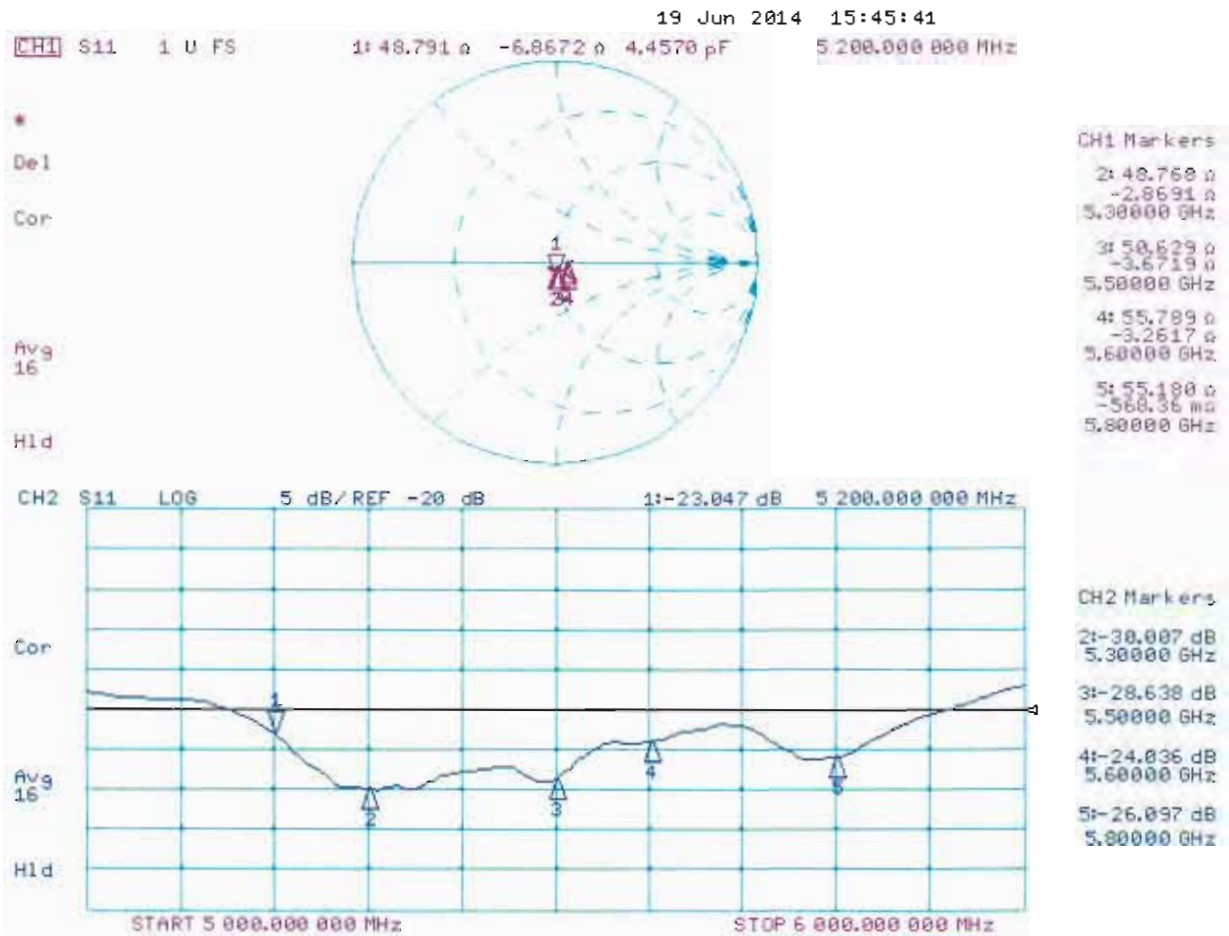 19 Jun 2014 15:45:41
CH1 S11 1 U FS 1: 48.791 Ω -6.8672 Ω 4.4570 pF 5 200.000 000 MHz
*
Del
Cor
Avg
16
Hld
1
CH1 Markers
2: 48.768 Ω
-2.8691 Ω
5.30000 GHz
3: 50.629 Ω
-3.6719 Ω
5.50000 GHz
4: 55.789 Ω
-3.2617 Ω
5.60000 GHz
5: 55.180 Ω
-568.36 mΩ
5.80000 GHz
CH2 S11 LOG 5 dB/REF -20 dB 1:-23.047 dB 5 200.000 000 MHz
Cor
Avg
16
Hld
1
2
3
4
5
CH2 Markers
2:-30.007 dB
5.30000 GHz
3:-28.638 dB
5.50000 GHz
4:-24.036 dB
5.60000 GHz
5:-26.097 dB
5.80000 GHz
START 5 000.000 000 MHz STOP 6 000.000 000 MHz